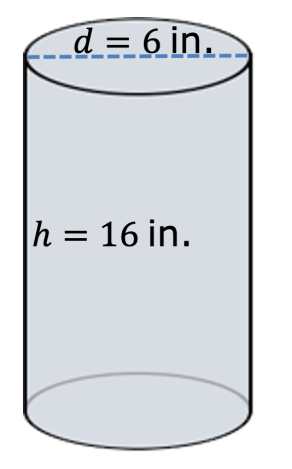 d = 6 in.
h = 16 in.